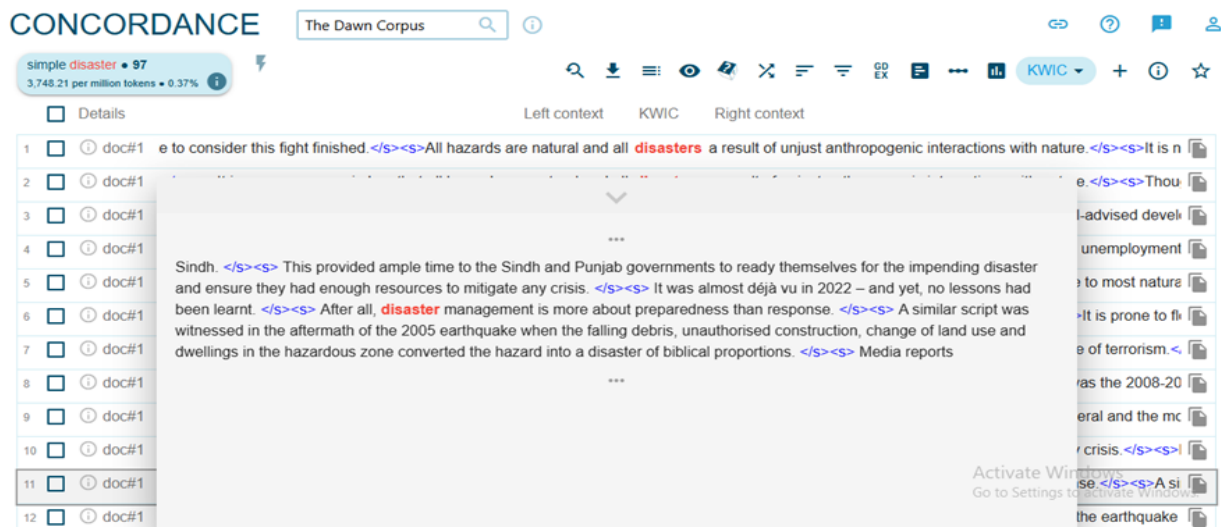 CONCORDANCE The Dawn Corpus
simple disaster • 97
3,748.21 per million tokens • 0.37%
GD EX KWIC
Details Left context KWIC Right context
1 doc#1 e to consider this fight finished.</s><s>All hazards are natural and all disasters a result of unjust anthropogenic interactions with nature.</s><s>It is n
2 doc#1 e.</s><s>Thou
3 doc#1 l-advised devel
4 doc#1 unemployment
5 doc#1 to most natura
6 doc#1 >It is prone to fl
7 doc#1 e of terrorism.<
8 doc#1 as the 2008-20
9 doc#1 eral and the mo
10 doc#1 crisis.</s><s>
11 doc#1 se.</s><s>A si
12 doc#1 the earthquake
...
Sindh. </s><s> This provided ample time to the Sindh and Punjab governments to ready themselves for the impending disaster
and ensure they had enough resources to mitigate any crisis. </s><s> It was almost déjà vu in 2022 – and yet, no lessons had
been learnt. </s><s> After all, disaster management is more about preparedness than response. </s><s> A similar script was
witnessed in the aftermath of the 2005 earthquake when the falling debris, unauthorised construction, change of land use and
dwellings in the hazardous zone converted the hazard into a disaster of biblical proportions. </s><s> Media reports
...
Activate Windows
Go to Settings to activate Windows.